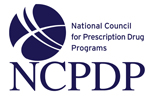 National Council
for Prescription Drug
Programs
NCPDP